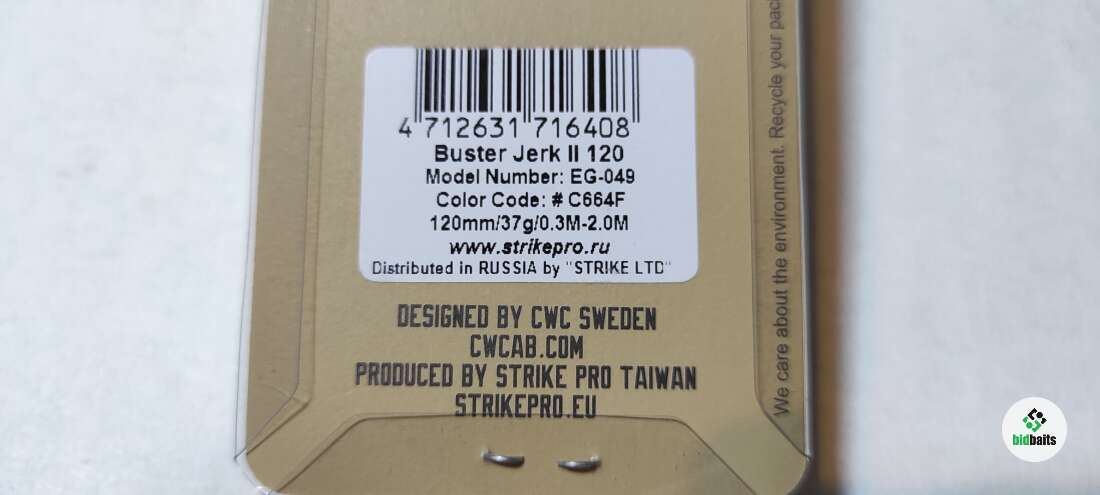 4 712631 716408
Buster Jerk II 120
Model Number: EG-049
Color Code: # C664F
120mm/37g/0.3M-2.0M
www.strikepro.ru
Distributed in RUSSIA by "STRIKE LTD"
DESIGNED BY CWC SWEDEN
CWCAB.COM
PRODUCED BY STRIKE PRO TAIWAN
STRIKEPRO.EU
We care about the environment. Recycle your
bidbaits